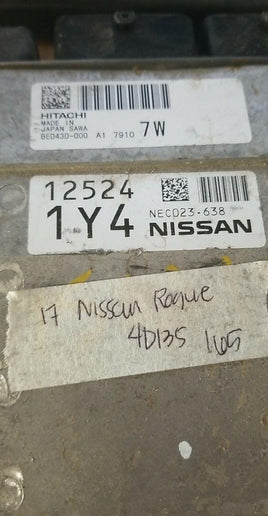 HITACHI
MADE IN
JAPAN SAWA
BED430-000 A1 7910 7W
12524
1Y4 NEC023-638
NISSAN
17 Nissan Rogue
4D135 165